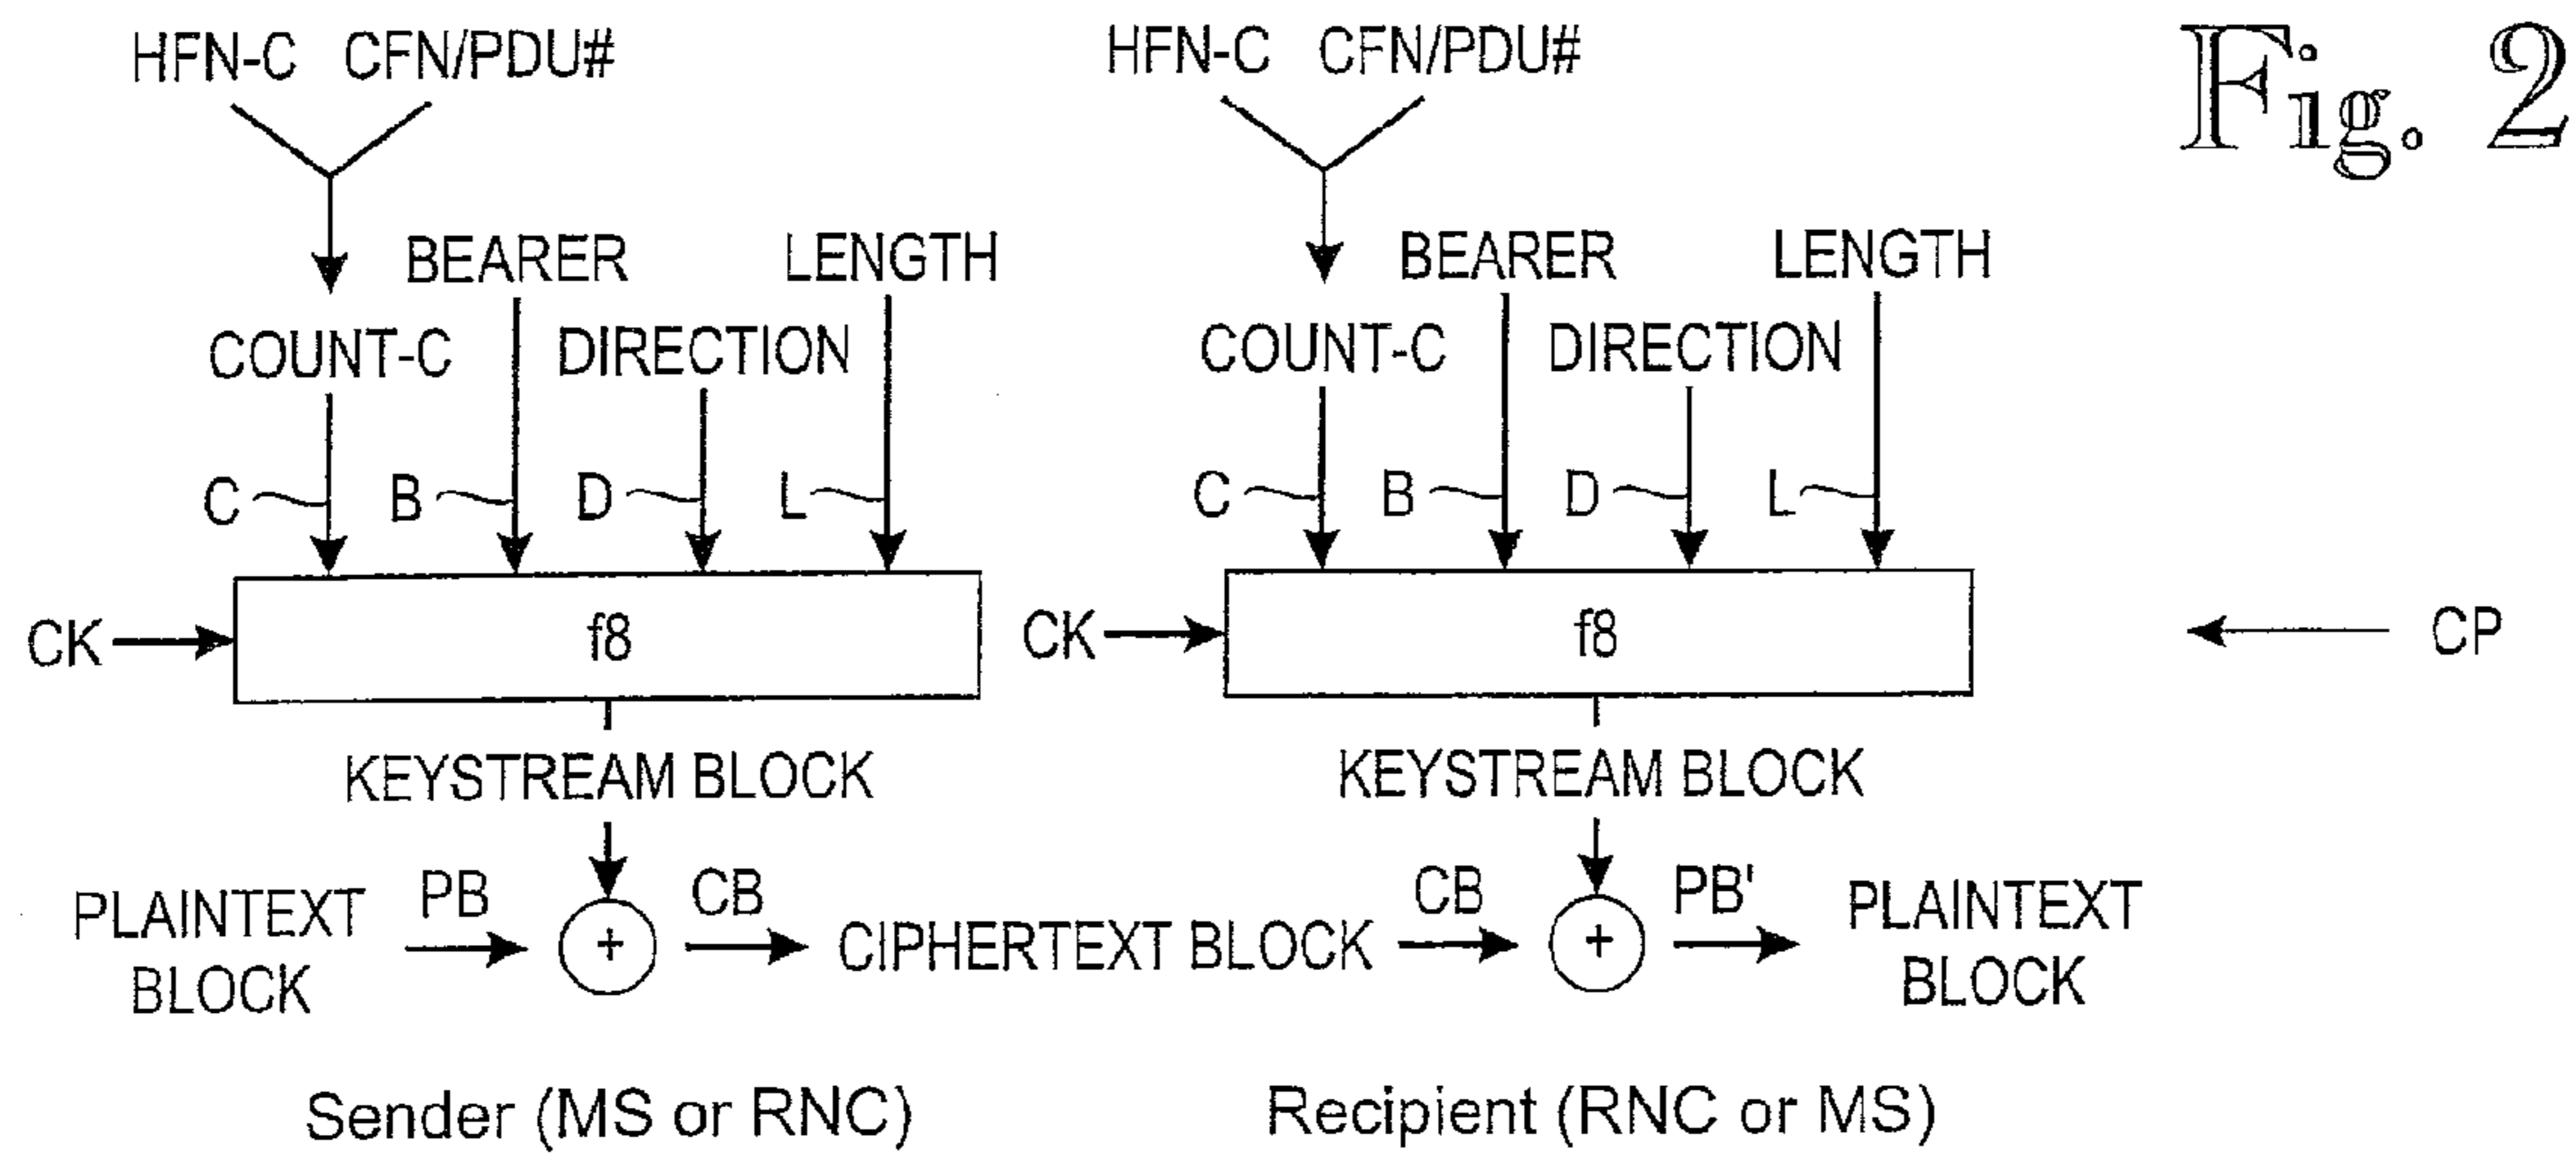 HFN-C CFN/PDU# HFN-C CFN/PDU# Fig. 2
BEARER LENGTH BEARER LENGTH
COUNT-C DIRECTION COUNT-C DIRECTION
C B D L C B D L
CK f8 CK f8 CP
KEYSTREAM BLOCK KEYSTREAM BLOCK
PB CB CB PB'
PLAINTEXT + CIPHERTEXT BLOCK + PLAINTEXT
BLOCK BLOCK
Sender (MS or RNC) Recipient (RNC or MS)